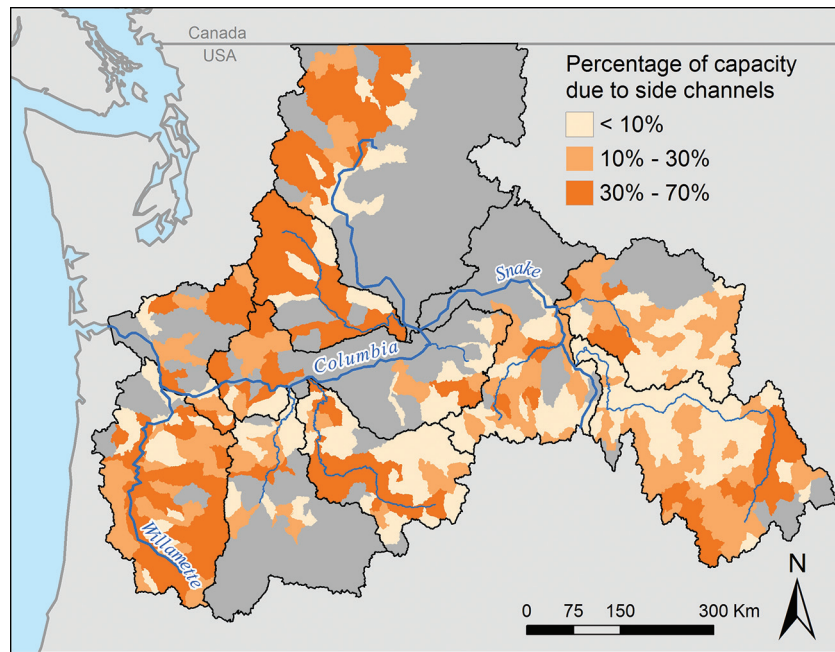 Canada
USA
Percentage of capacity
due to side channels
< 10%
10% - 30%
30% - 70%
Snake
Columbia
Willamette
N
0 75 150 300 Km